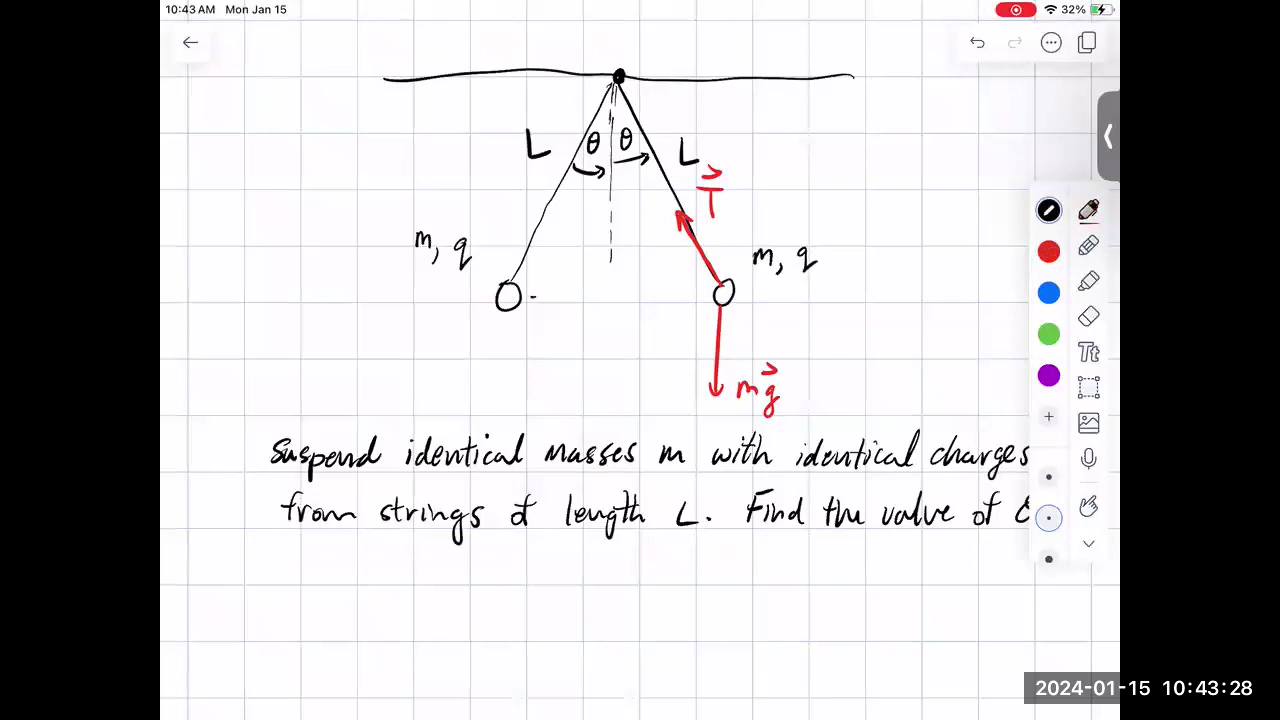 10:43 AM Mon Jan 15
32%
L θ θ L
T
m, q
m, q
mg
Tt
suspend identical masses m with identical charges
from strings of length L. Find the value of
2024-01-15 10:43:28